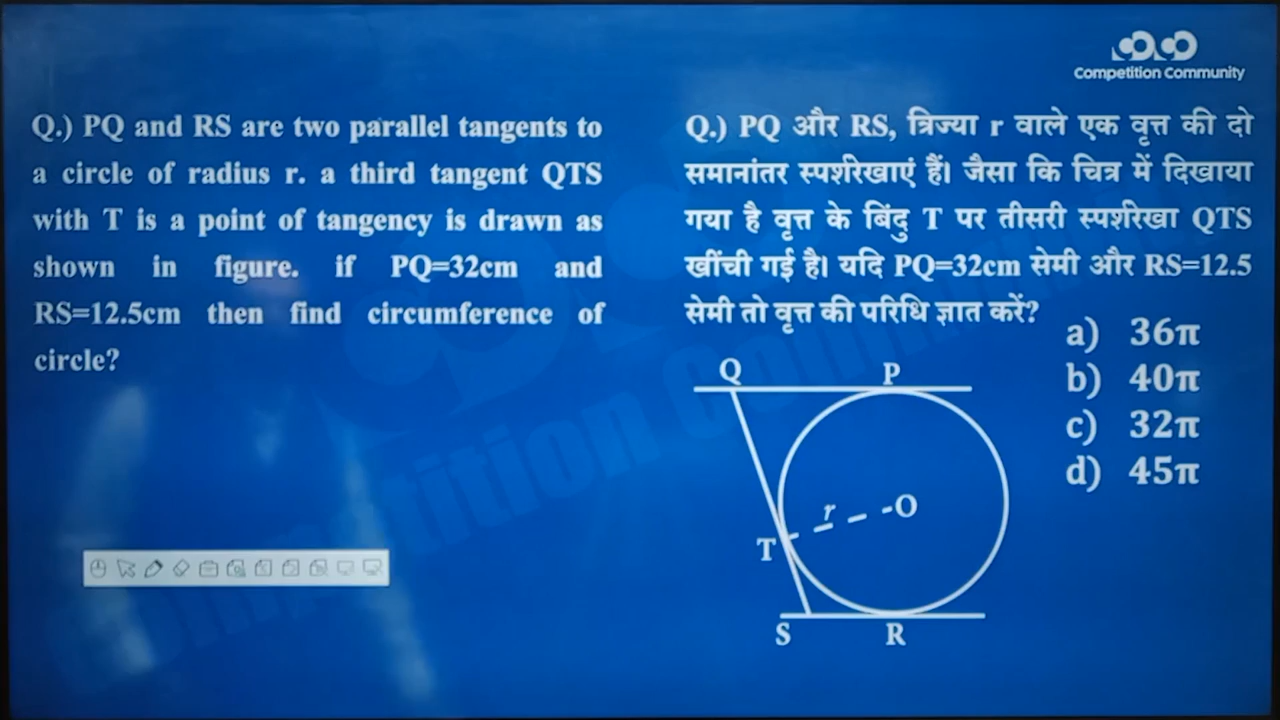 Competition Community
Q.) PQ and RS are two parallel tangents to
a circle of radius r. a third tangent QTS
with T is a point of tangency is drawn as
shown in figure. if PQ=32cm and
RS=12.5cm then find circumference of
circle?
Q.) PQ और RS, त्रिज्या r वाले एक वृत्त की दो
समानांतर स्पर्शरेखाएं हैं। जैसा कि चित्र में दिखाया
गया है वृत्त के बिंदु T पर तीसरी स्पर्शरेखा QTS
खींची गई है। यदि PQ=32cm सेमी और RS=12.5
सेमी तो वृत्त की परिधि ज्ञात करें?
a) 36π
b) 40π
c) 32π
d) 45π
Q P
r O
T
S R